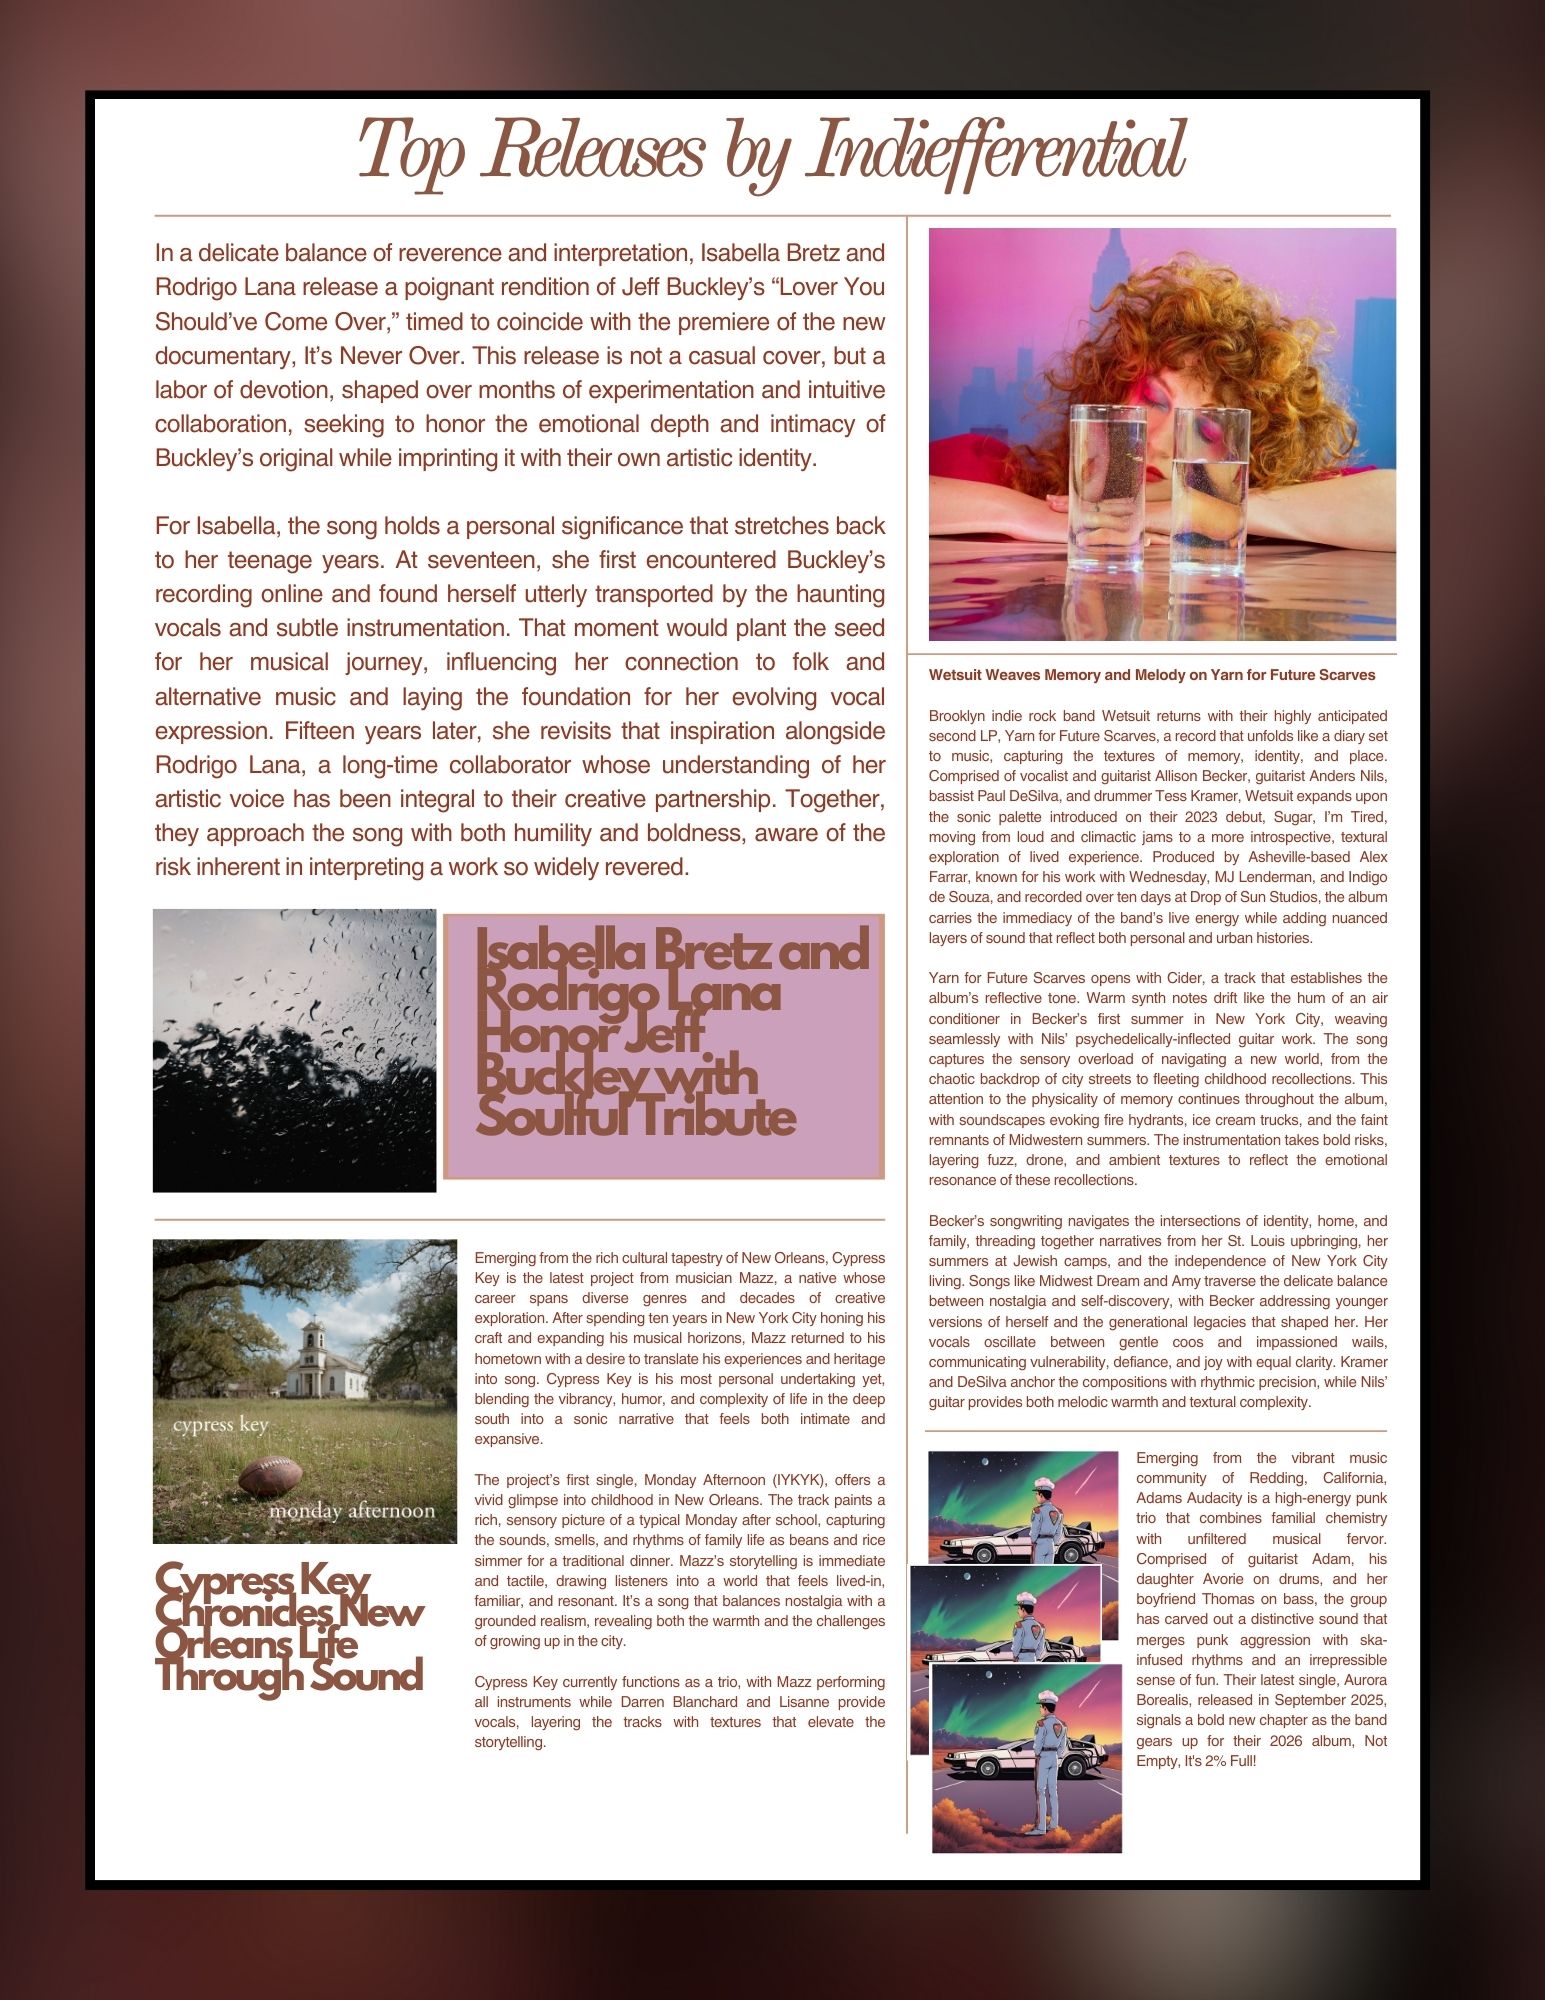 Top Releases by Indiefferential
In a delicate balance of reverence and interpretation, Isabella Bretz and
Rodrigo Lana release a poignant rendition of Jeff Buckley’s “Lover You
Should’ve Come Over,” timed to coincide with the premiere of the new
documentary, It’s Never Over. This release is not a casual cover, but a
labor of devotion, shaped over months of experimentation and intuitive
collaboration, seeking to honor the emotional depth and intimacy of
Buckley’s original while imprinting it with their own artistic identity.
For Isabella, the song holds a personal significance that stretches back
to her teenage years. At seventeen, she first encountered Buckley’s
recording online and found herself utterly transported by the haunting
vocals and subtle instrumentation. That moment would plant the seed
for her musical journey, influencing her connection to folk and
alternative music and laying the foundation for her evolving vocal
expression. Fifteen years later, she revisits that inspiration alongside
Rodrigo Lana, a long-time collaborator whose understanding of her
artistic voice has been integral to their creative partnership. Together,
they approach the song with both humility and boldness, aware of the
risk inherent in interpreting a work so widely revered.
Isabella Bretz and
Rodrigo Lana
Honor Jeff
Buckley with
Soulful Tribute
cypress key
monday afternoon
Cypress Key
Chronicles New
Orleans Life
Through Sound
Emerging from the rich cultural tapestry of New Orleans, Cypress
Key is the latest project from musician Mazz, a native whose
career spans diverse genres and decades of creative
exploration. After spending ten years in New York City honing his
craft and expanding his musical horizons, Mazz returned to his
hometown with a desire to translate his experiences and heritage
into song. Cypress Key is his most personal undertaking yet,
blending the vibrancy, humor, and complexity of life in the deep
south into a sonic narrative that feels both intimate and
expansive.
The project’s first single, Monday Afternoon (IYKYK), offers a
vivid glimpse into childhood in New Orleans. The track paints a
rich, sensory picture of a typical Monday after school, capturing
the sounds, smells, and rhythms of family life as beans and rice
simmer for a traditional dinner. Mazz’s storytelling is immediate
and tactile, drawing listeners into a world that feels lived-in,
familiar, and resonant. It’s a song that balances nostalgia with a
grounded realism, revealing both the warmth and the challenges
of growing up in the city.
Cypress Key currently functions as a trio, with Mazz performing
all instruments while Darren Blanchard and Lisanne provide
vocals, layering the tracks with textures that elevate the
storytelling.
Wetsuit Weaves Memory and Melody on Yarn for Future Scarves
Brooklyn indie rock band Wetsuit returns with their highly anticipated
second LP, Yarn for Future Scarves, a record that unfolds like a diary set
to music, capturing the textures of memory, identity, and place.
Comprised of vocalist and guitarist Allison Becker, guitarist Anders Nils,
bassist Paul DeSilva, and drummer Tess Kramer, Wetsuit expands upon
the sonic palette introduced on their 2023 debut, Sugar, I’m Tired,
moving from loud and climactic jams to a more introspective, textural
exploration of lived experience. Produced by Asheville-based Alex
Farrar, known for his work with Wednesday, MJ Lenderman, and Indigo
de Souza, and recorded over ten days at Drop of Sun Studios, the album
carries the immediacy of the band’s live energy while adding nuanced
layers of sound that reflect both personal and urban histories.
Yarn for Future Scarves opens with Cider, a track that establishes the
album’s reflective tone. Warm synth notes drift like the hum of an air
conditioner in Becker’s first summer in New York City, weaving
seamlessly with Nils’ psychedelically-inflected guitar work. The song
captures the sensory overload of navigating a new world, from the
chaotic backdrop of city streets to fleeting childhood recollections. This
attention to the physicality of memory continues throughout the album,
with soundscapes evoking fire hydrants, ice cream trucks, and the faint
remnants of Midwestern summers. The instrumentation takes bold risks,
layering fuzz, drone, and ambient textures to reflect the emotional
resonance of these recollections.
Becker’s songwriting navigates the intersections of identity, home, and
family, threading together narratives from her St. Louis upbringing, her
summers at Jewish camps, and the independence of New York City
living. Songs like Midwest Dream and Amy traverse the delicate balance
between nostalgia and self-discovery, with Becker addressing younger
versions of herself and the generational legacies that shaped her. Her
vocals oscillate between gentle coos and impassioned wails,
communicating vulnerability, defiance, and joy with equal clarity. Kramer
and DeSilva anchor the compositions with rhythmic precision, while Nils’
guitar provides both melodic warmth and textural complexity.
Emerging from the vibrant music
community of Redding, California,
Adams Audacity is a high-energy punk
trio that combines familial chemistry
with unfiltered musical fervor.
Comprised of guitarist Adam, his
daughter Avorie on drums, and her
boyfriend Thomas on bass, the group
has carved out a distinctive sound that
merges punk aggression with ska-
infused rhythms and an irrepressible
sense of fun. Their latest single, Aurora
Borealis, released in September 2025,
signals a bold new chapter as the band
gears up for their 2026 album, Not
Empty, It's 2% Full!